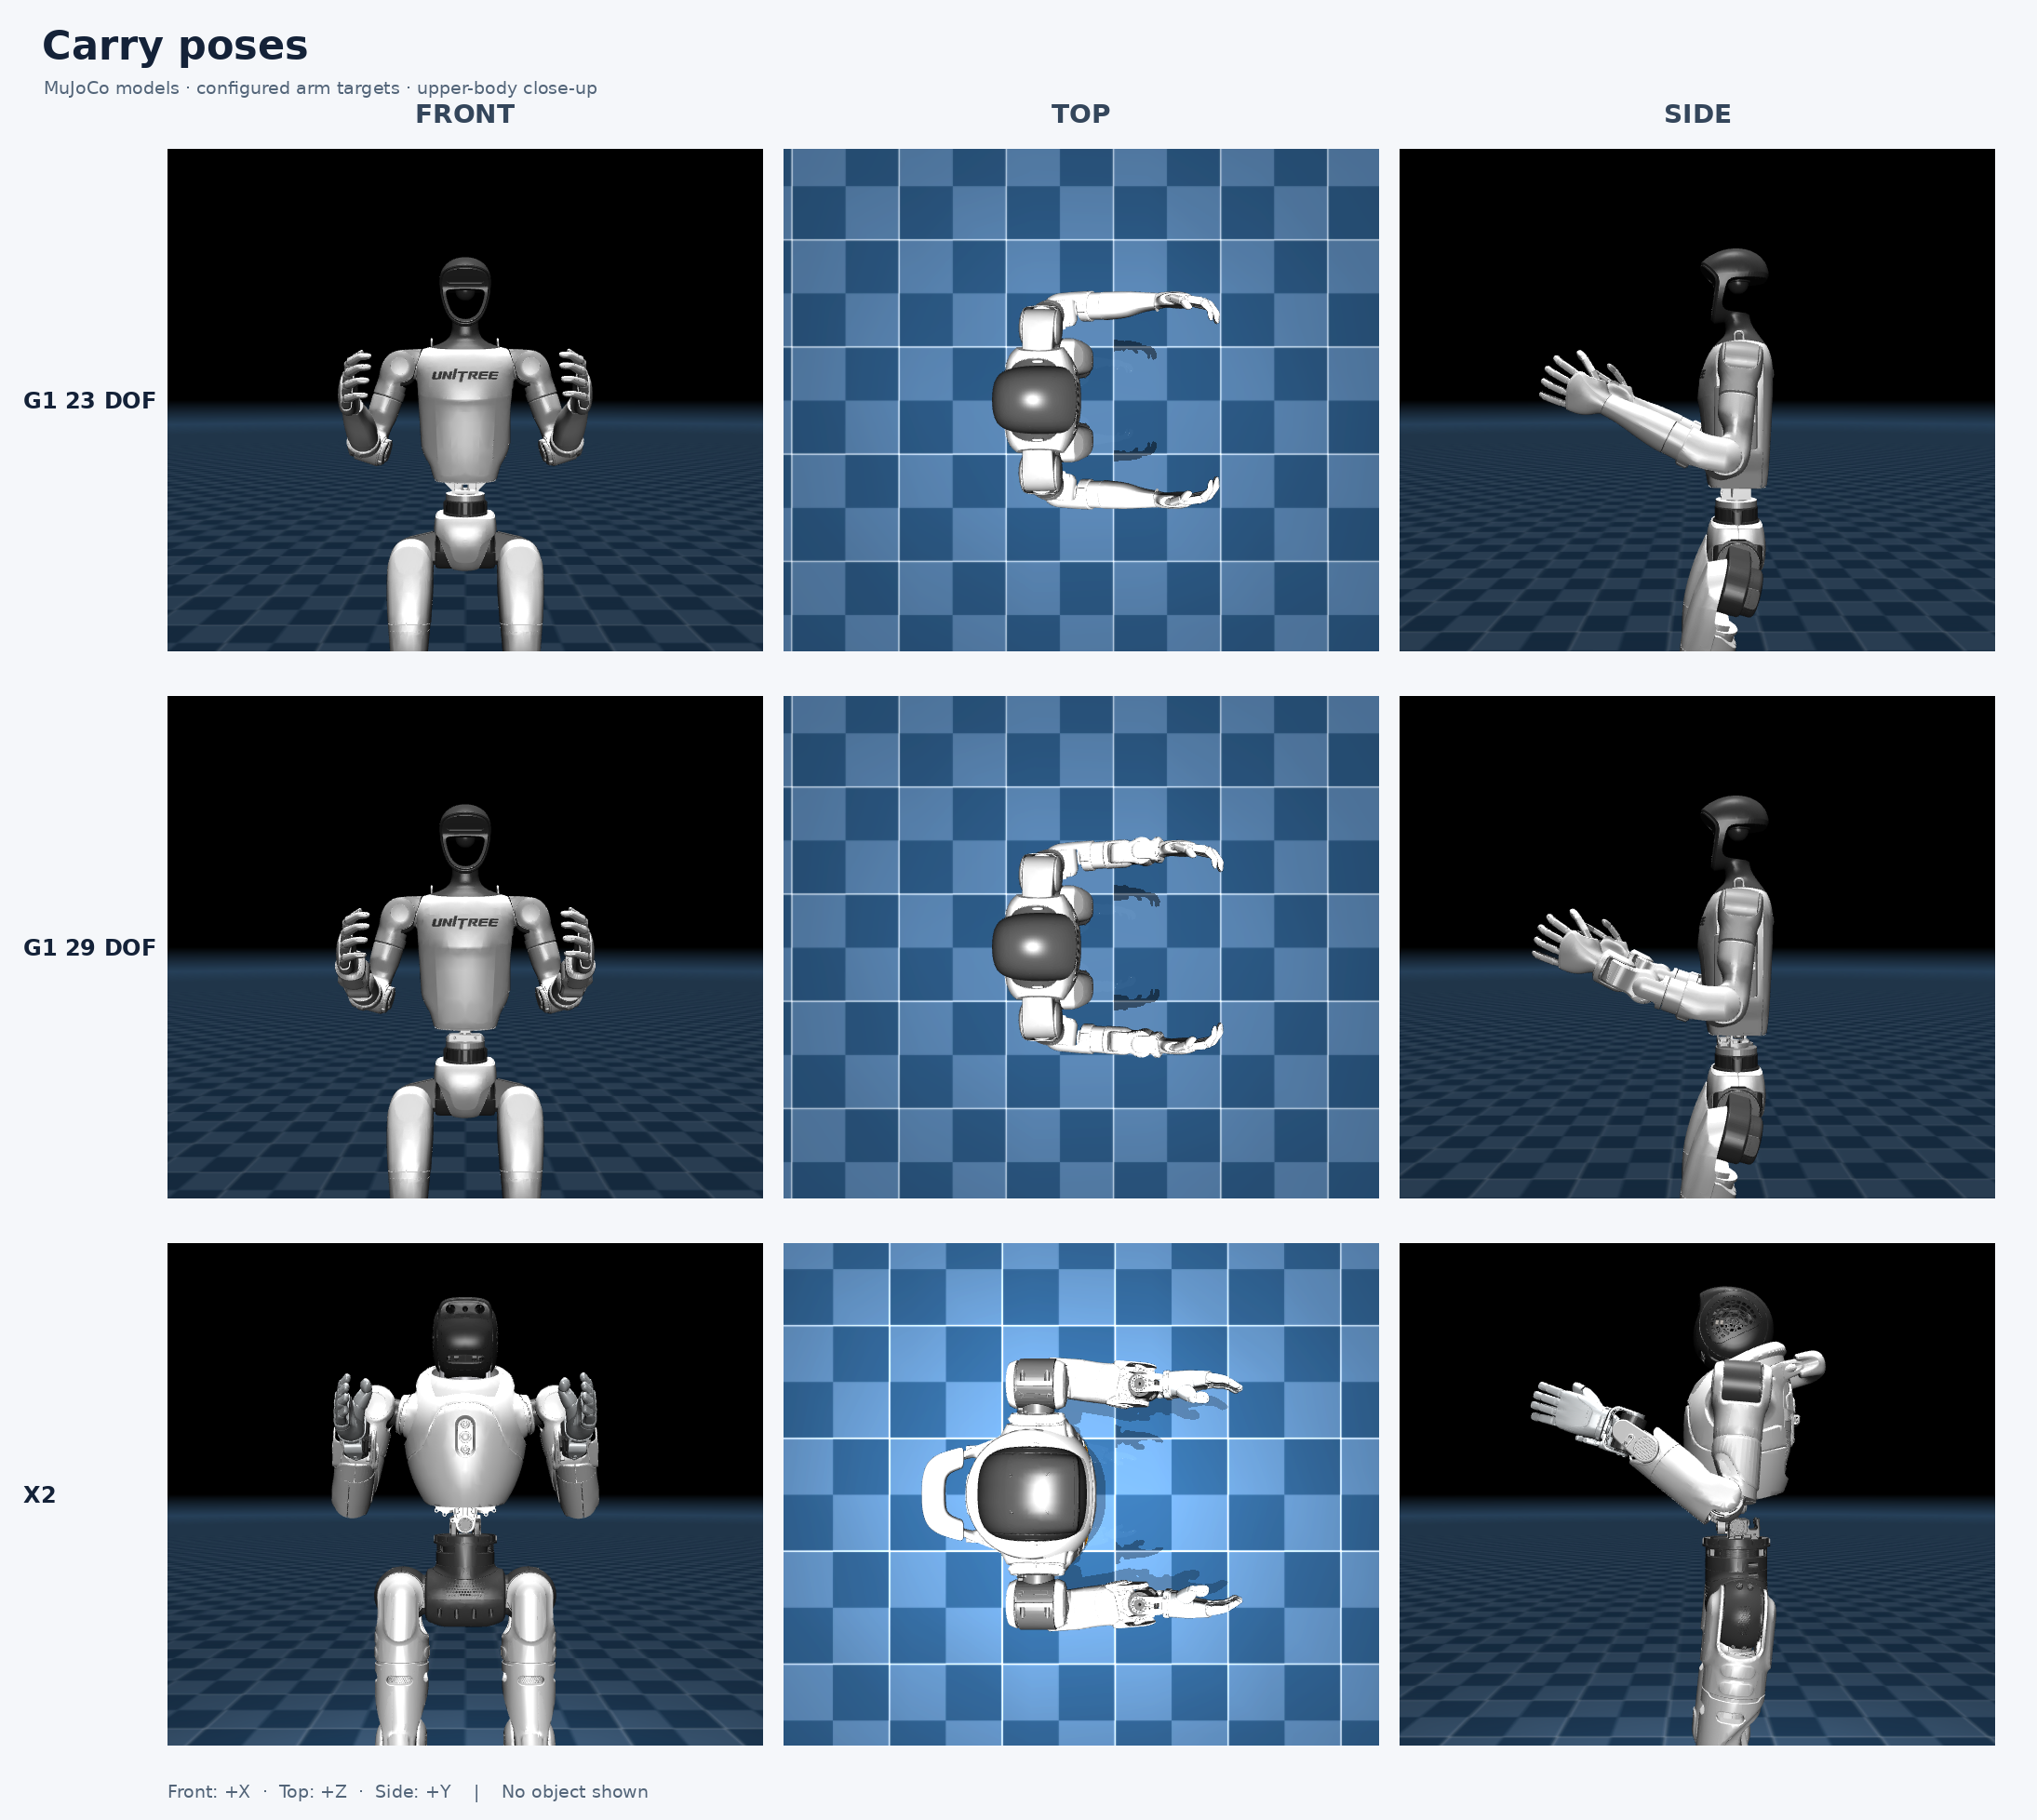 Carry poses
MuJoCo models · configured arm targets · upper-body close-up
FRONT TOP SIDE
G1 23 DOF
UNITREE
G1 29 DOF
UNITREE
X2
Front: +X · Top: +Z · Side: +Y | No object shown